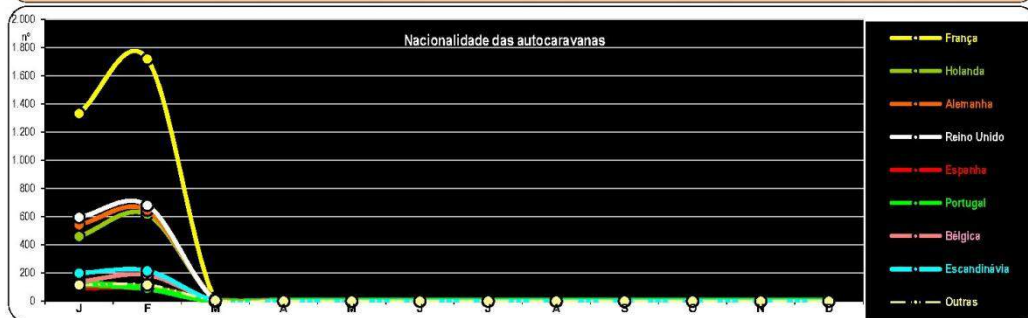 2.000
nº
Nacionalidade das autocaravanas
1.800
1.600
1.400
1.200
1.000
800
600
400
200
0
J F M A M J J A S O N D
França
Holanda
Alemanha
Reino Unido
Espanha
Portugal
Bélgica
Escandinávia
Outras